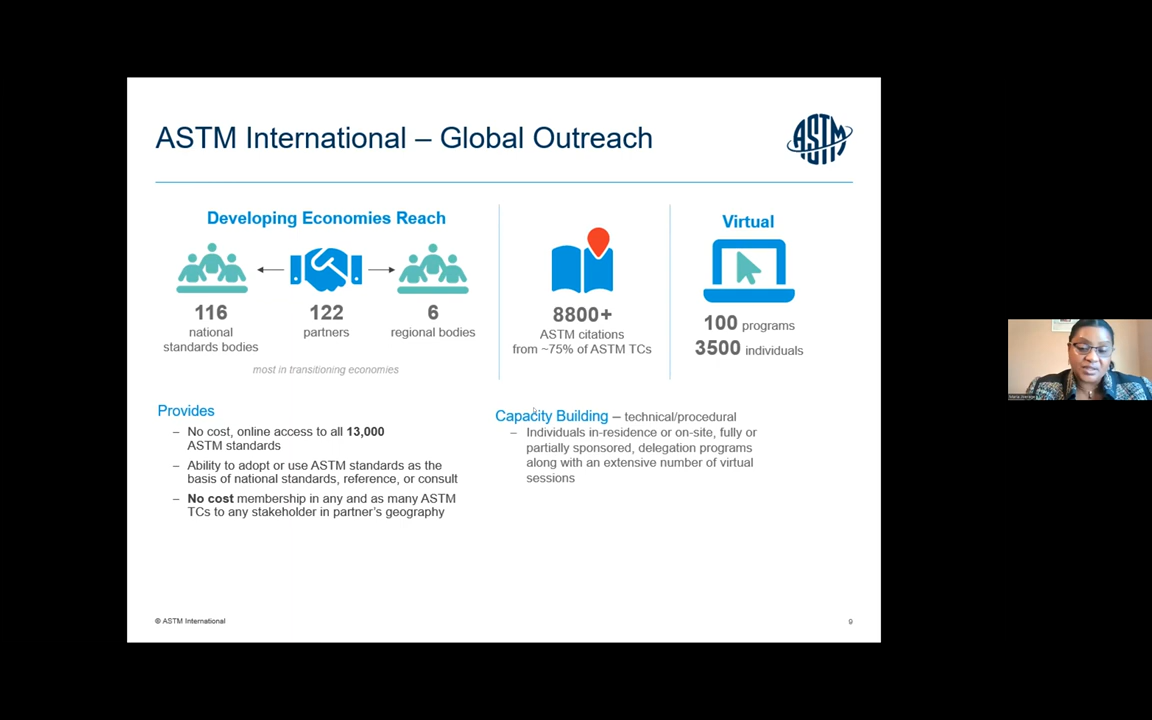 ASTM International – Global Outreach
ASTM
Developing Economies Reach
116
national
standards bodies
122
partners
6
regional bodies
most in transitioning economies
8800+
ASTM citations
from ~75% of ASTM TCs
Virtual
100 programs
3500 individuals
Provides
– No cost, online access to all 13,000
ASTM standards
– Ability to adopt or use ASTM standards as the
basis of national standards, reference, or consult
– No cost membership in any and as many ASTM
TCs to any stakeholder in partner's geography
Capacity Building – technical/procedural
– Individuals in-residence or on-site, fully or
partially sponsored, delegation programs
along with an extensive number of virtual
sessions
© ASTM International
9